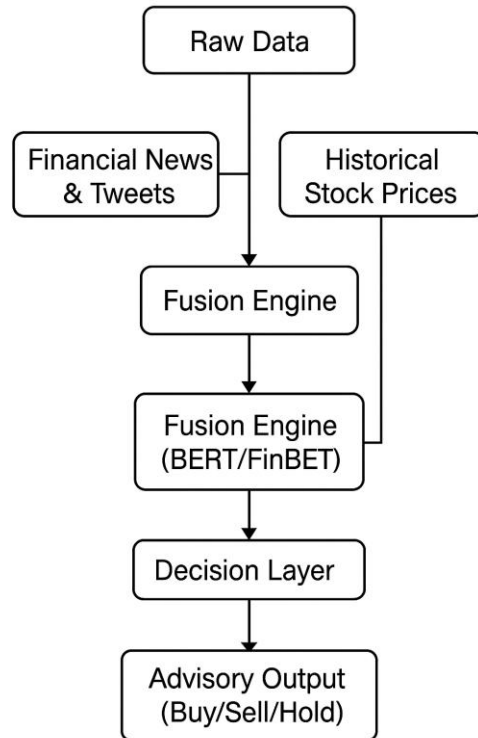 Raw Data
Financial News
& Tweets
Historical
Stock Prices
Fusion Engine
Fusion Engine
(BERT/FinBET)
Decision Layer
Advisory Output
(Buy/Sell/Hold)